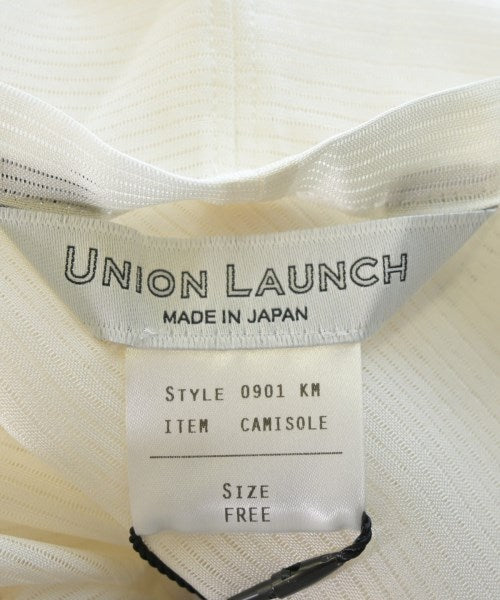 UNION LAUNCH
MADE IN JAPAN
STYLE 0901 KM
ITEM CAMISOLE
SIZE
FREE